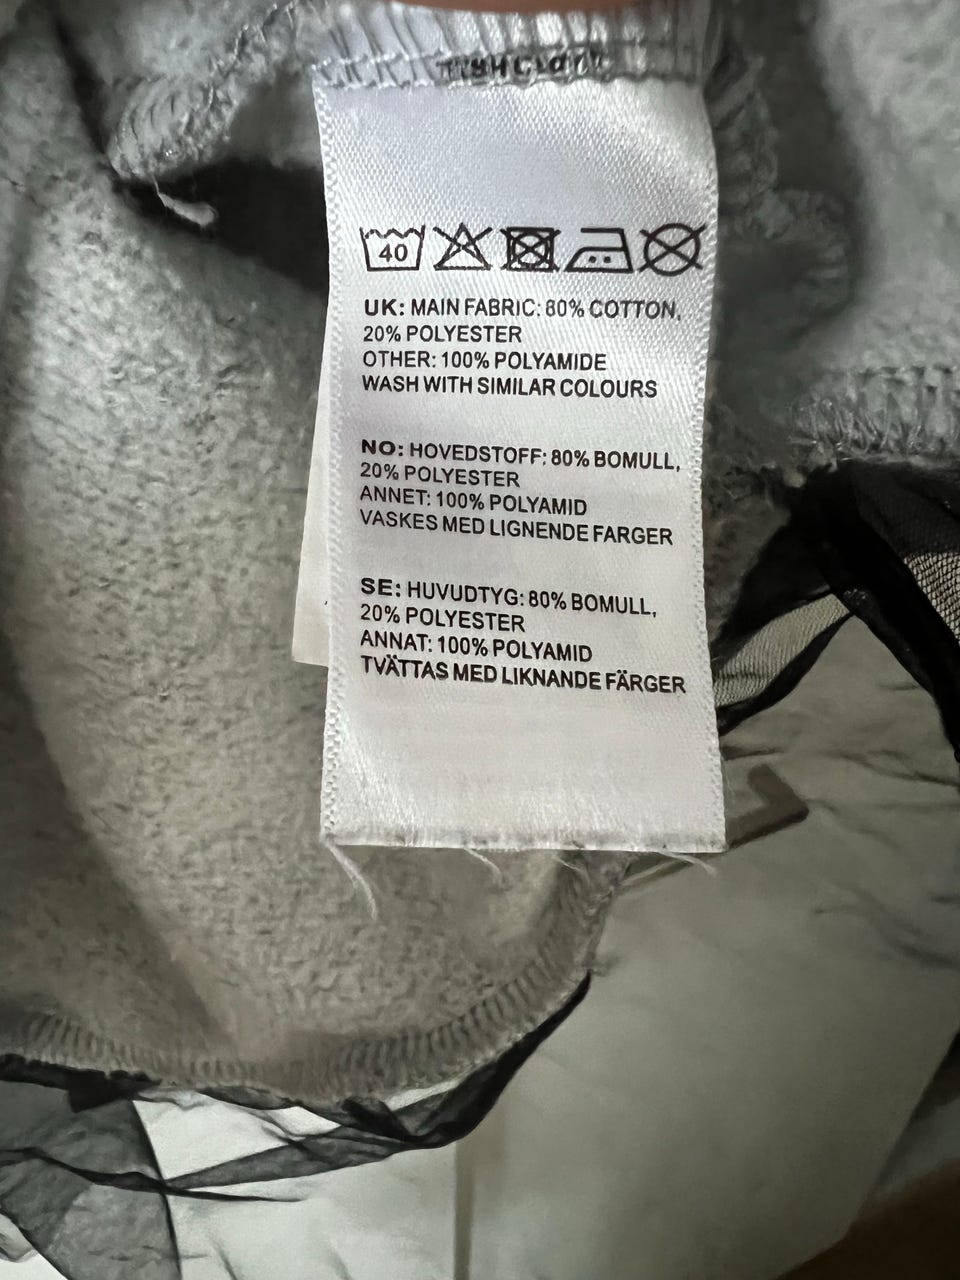 40
UK: MAIN FABRIC: 80% COTTON,
20% POLYESTER
OTHER: 100% POLYAMIDE
WASH WITH SIMILAR COLOURS
NO: HOVEDSTOFF: 80% BOMULL,
20% POLYESTER
ANNET: 100% POLYAMID
VASKES MED LIGNENDE FARGER
SE: HUVUDTYG: 80% BOMULL,
20% POLYESTER
ANNAT: 100% POLYAMID
TVÄTTAS MED LIKNANDE FÄRGER